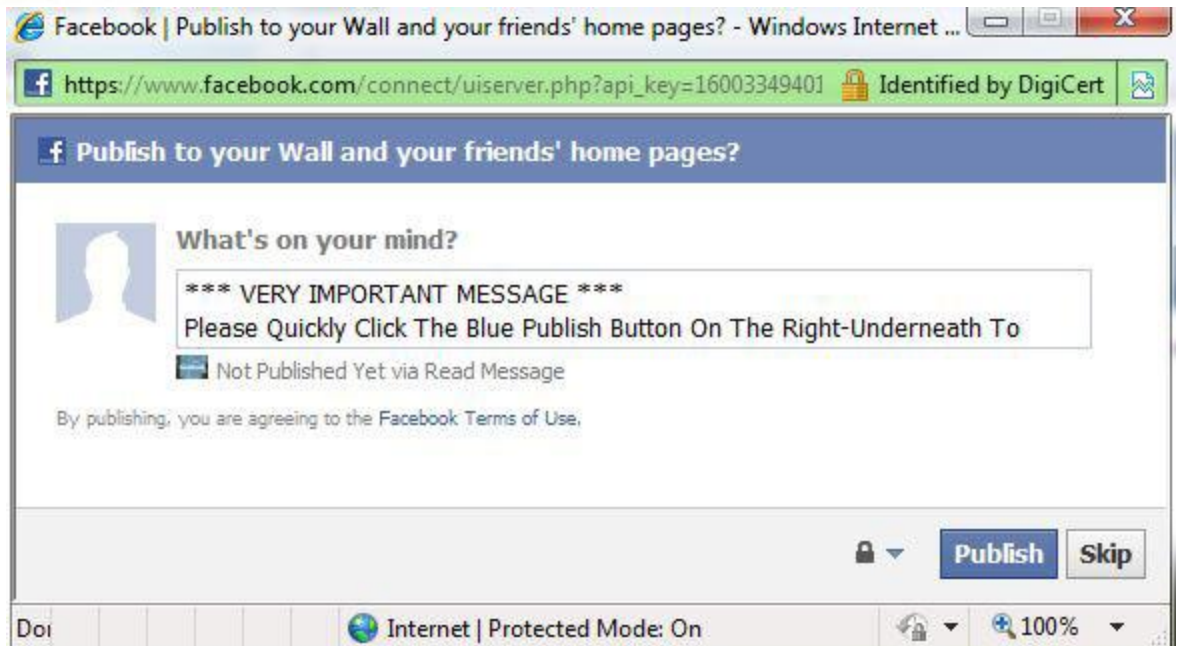 Facebook | Publish to your Wall and your friends' home pages? - Windows Internet ...
https://www.facebook.com/connect/uiserver.php?api_key=16003349401 Identified by DigiCert
f Publish to your Wall and your friends' home pages?
What's on your mind?
*** VERY IMPORTANT MESSAGE ***
Please Quickly Click The Blue Publish Button On The Right-Underneath To
Not Published Yet via Read Message
By publishing, you are agreeing to the Facebook Terms of Use.
Publish Skip
Internet | Protected Mode: On 100%